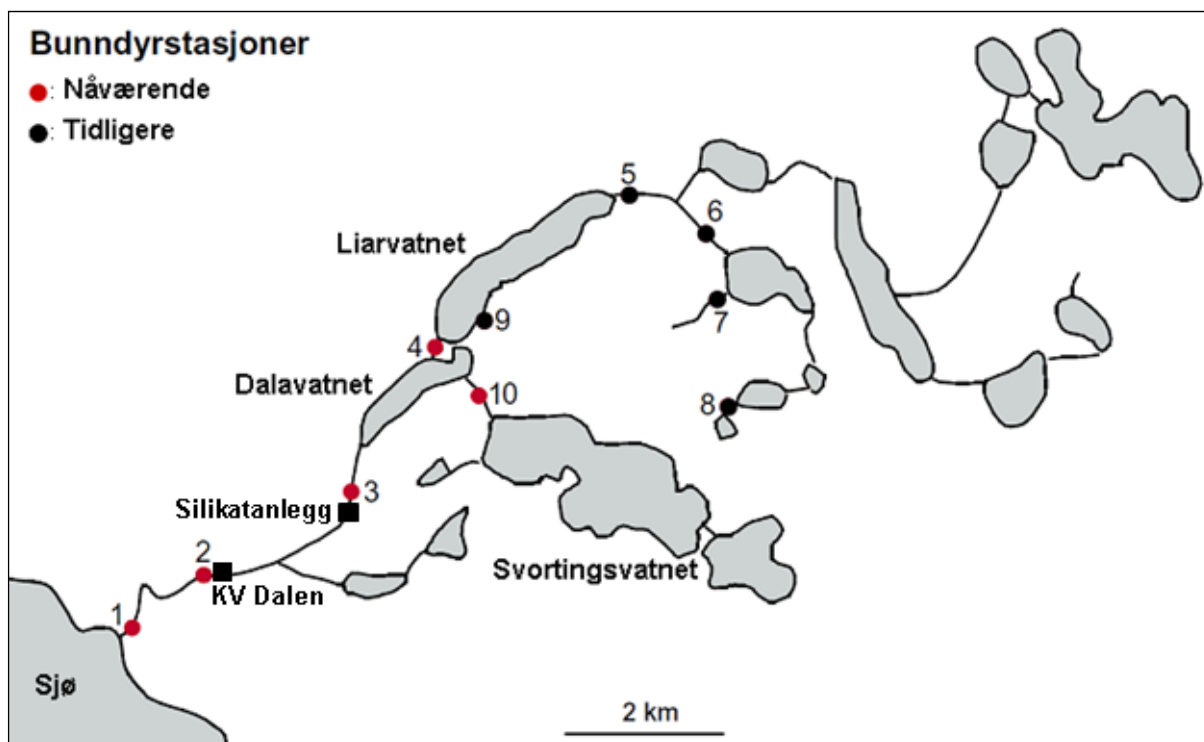 Bunndyrstasjoner
: Nåværende
: Tidligere
5
6
Liarvatnet
7
9
4
Dalavatnet
10
8
3
Silikatanlegg
2
KV Dalen
Svortingsvatnet
1
Sjø
2 km